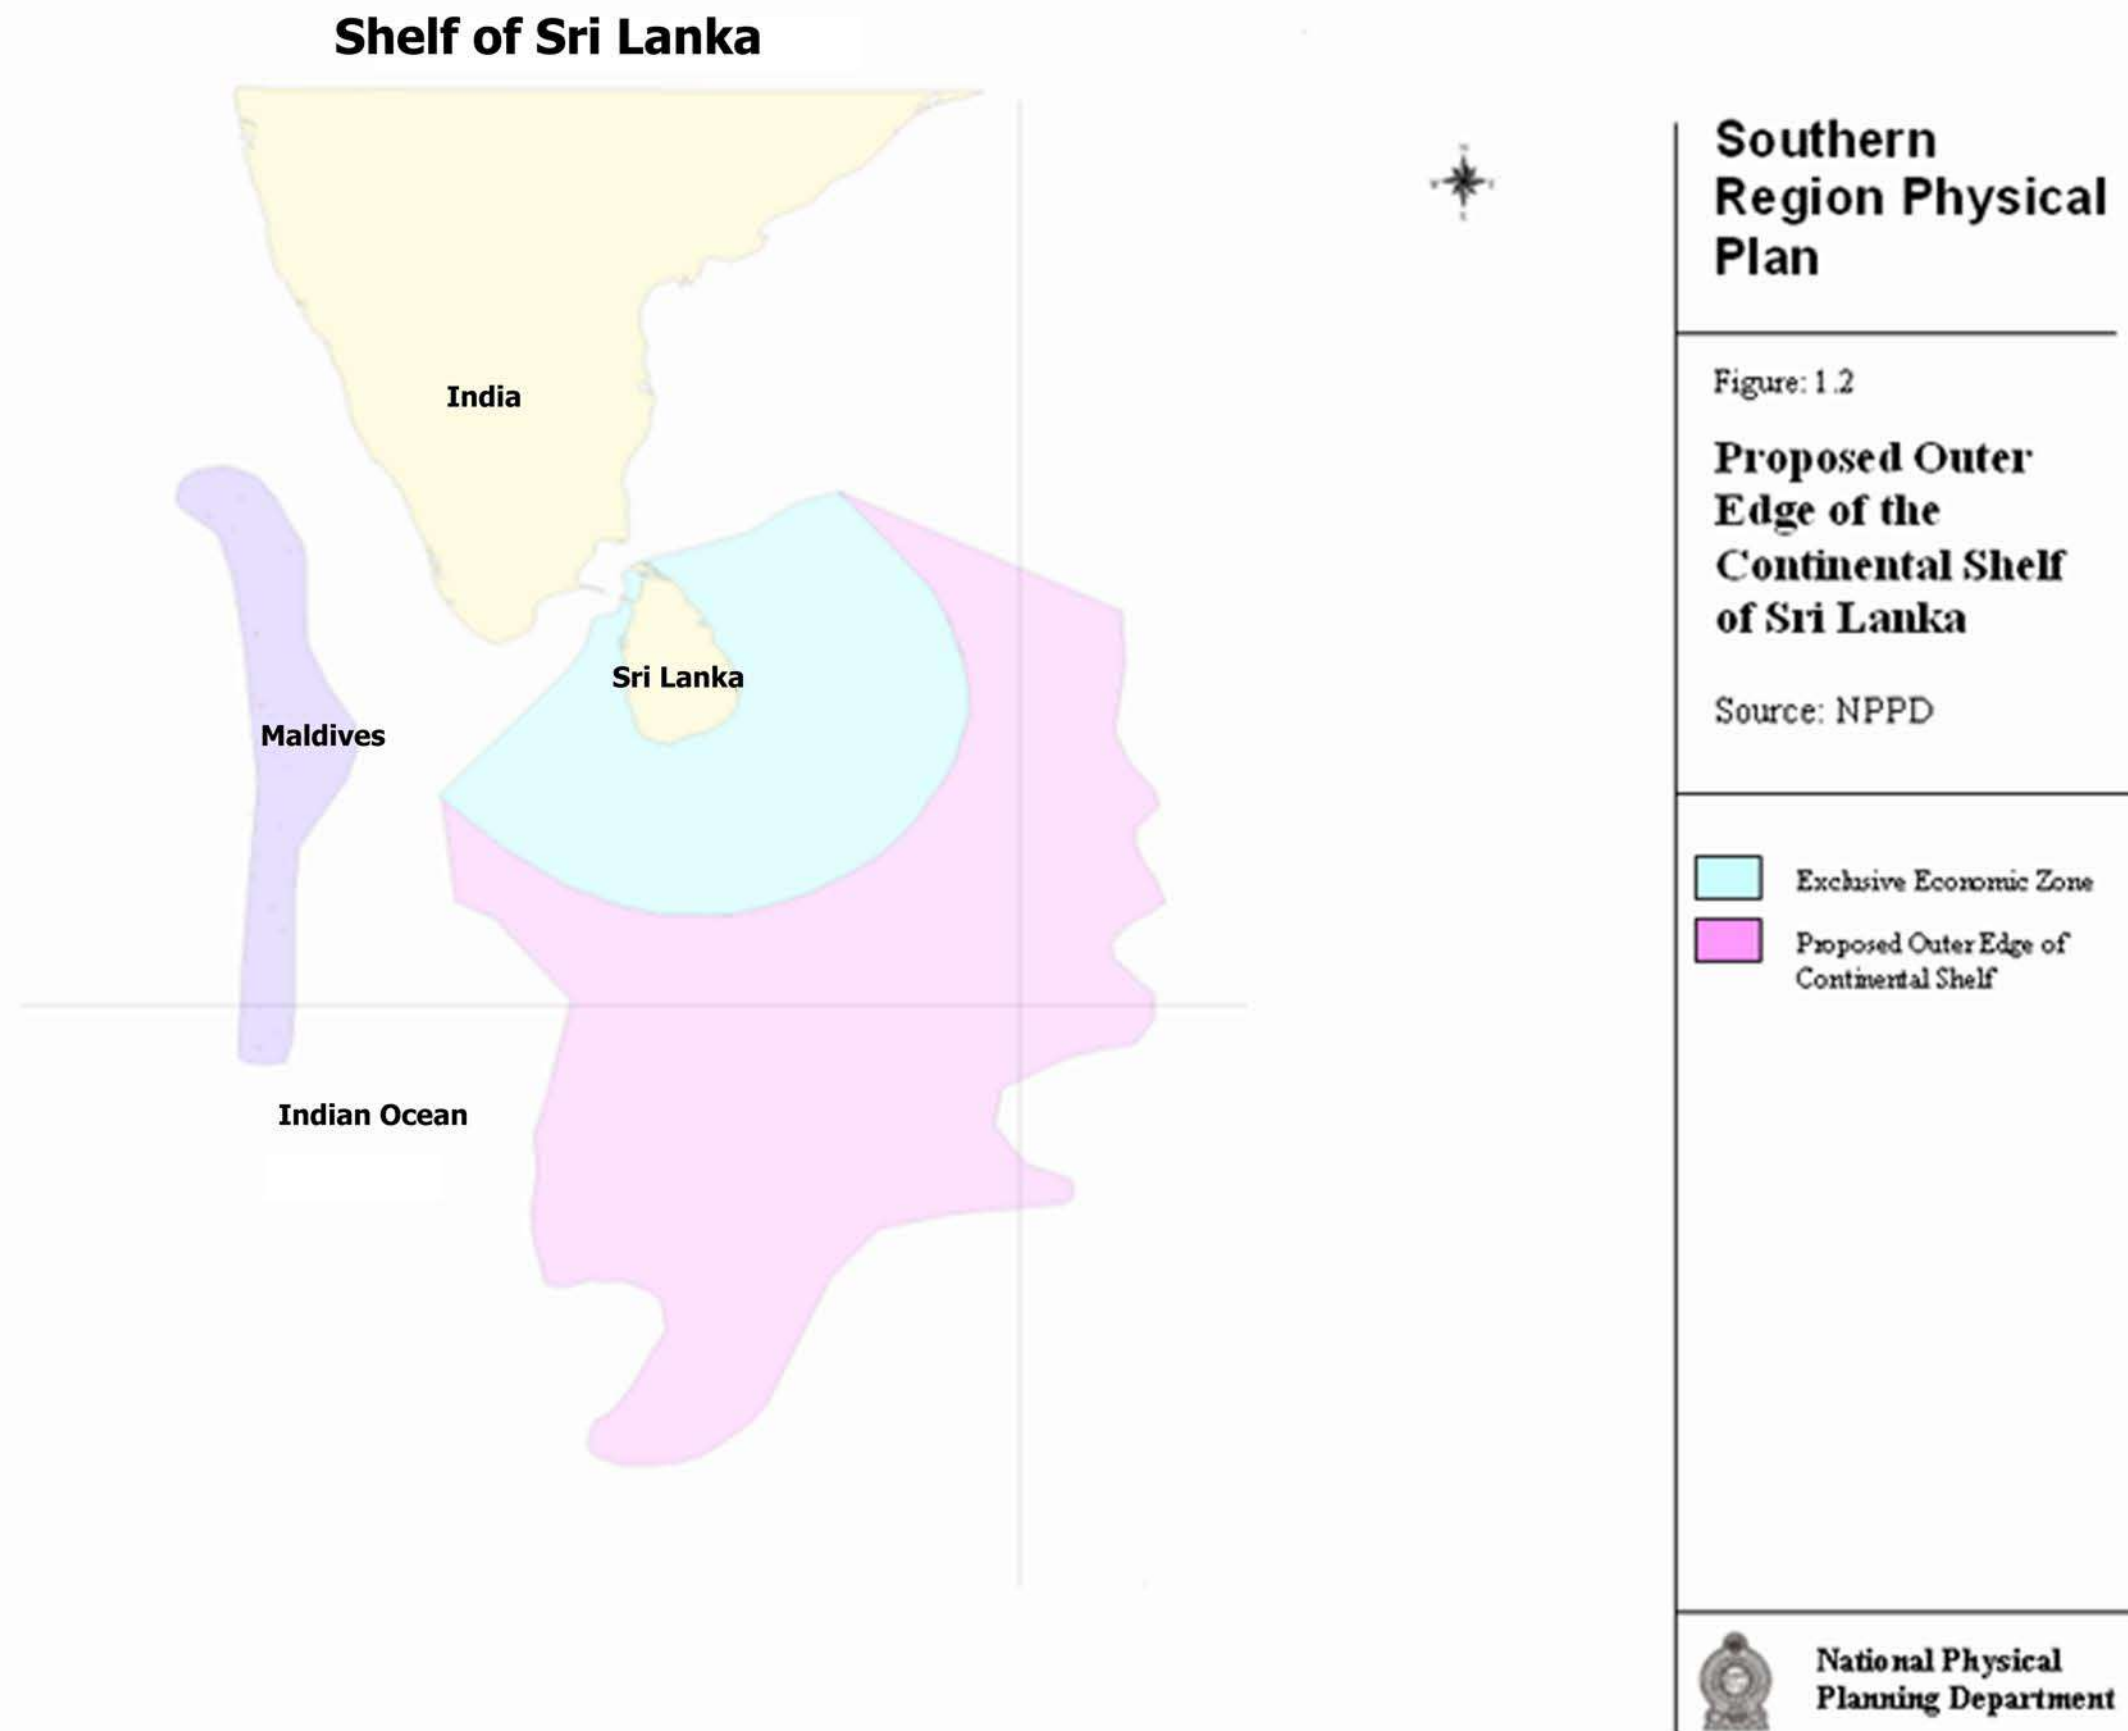 Shelf of Sri Lanka
India
Sri Lanka
Maldives
Indian Ocean
Southern
Region Physical
Plan
Figure: 1.2
Proposed Outer
Edge of the
Continental Shelf
of Sri Lanka
Source: NPPD
Exclusive Economic Zone
Proposed Outer Edge of
Continental Shelf
National Physical
Planning Department